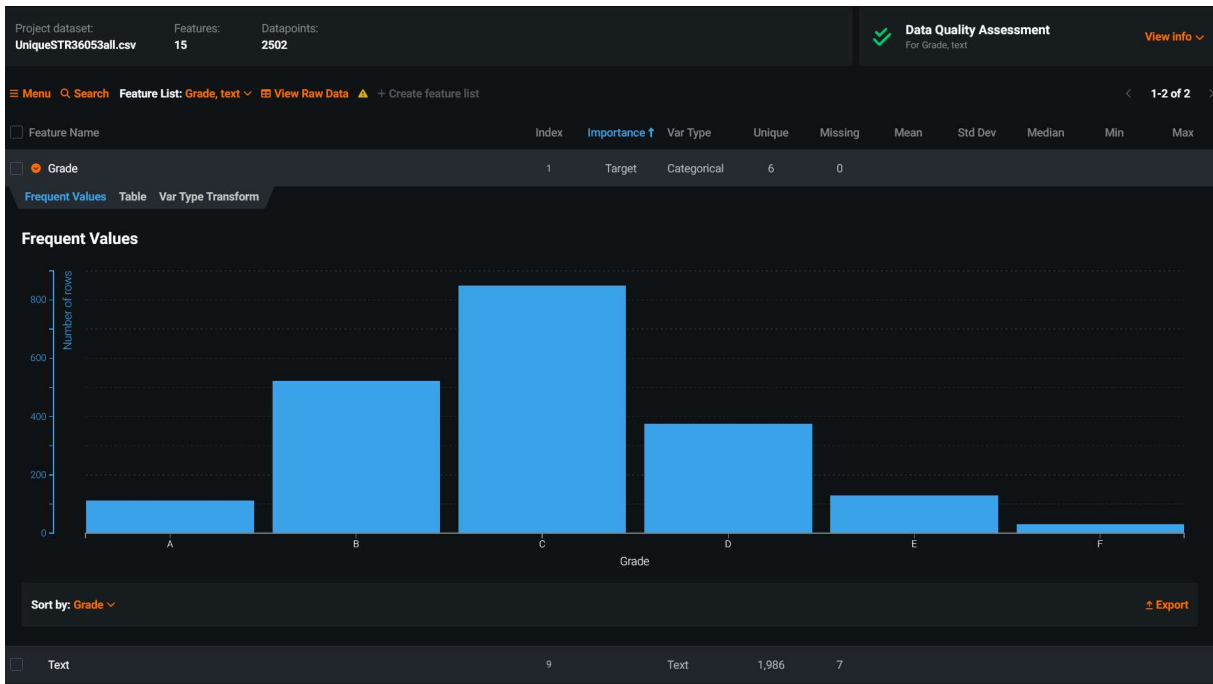 Project dataset: Features: Datapoints:
UniqueSTR36053all.csv 15 2502
Data Quality Assessment
For Grade, text
View info
Menu Search Feature List: Grade, text View Raw Data + Create feature list
1-2 of 2
Feature Name Index Importance Var Type Unique Missing Mean Std Dev Median Min Max
Grade 1 Target Categorical 6 0
Frequent Values Table Var Type Transform
Frequent Values
Number of rows
800
600
400
200
0
A B C D E F
Grade
Sort by: Grade
Export
Text 9 Text 1,986 7